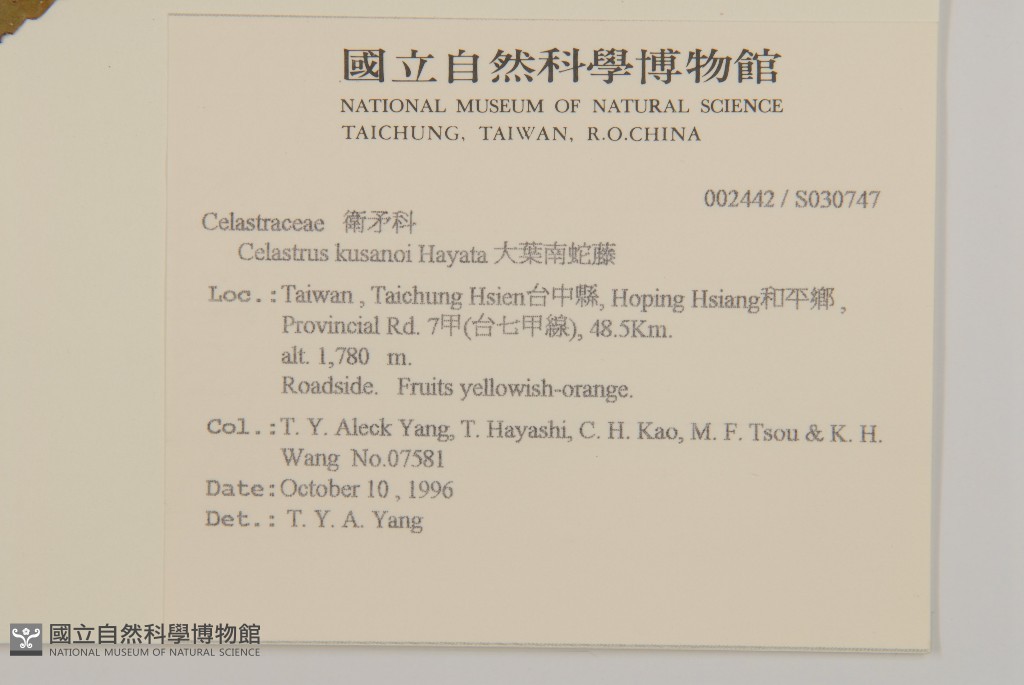 國立自然科學博物館
NATIONAL MUSEUM OF NATURAL SCIENCE
TAICHUNG, TAIWAN, R.O.CHINA
002442 / S030747
Celastraceae 衛矛科
Celastrus kusanoi Hayata 大葉南蛇藤
Loc.: Taiwan , Taichung Hsien台中縣, Hoping Hsiang和平鄉 ,
Provincial Rd. 7甲(台七甲線), 48.5Km.
alt. 1,780 m.
Roadside. Fruits yellowish-orange.
Col.: T. Y. Aleck Yang, T. Hayashi, C. H. Kao, M. F. Tsou & K. H.
Wang No.07581
Date: October 10 , 1996
Det.: T. Y. A. Yang
國立自然科學博物館
NATIONAL MUSEUM OF NATURAL SCIENCE